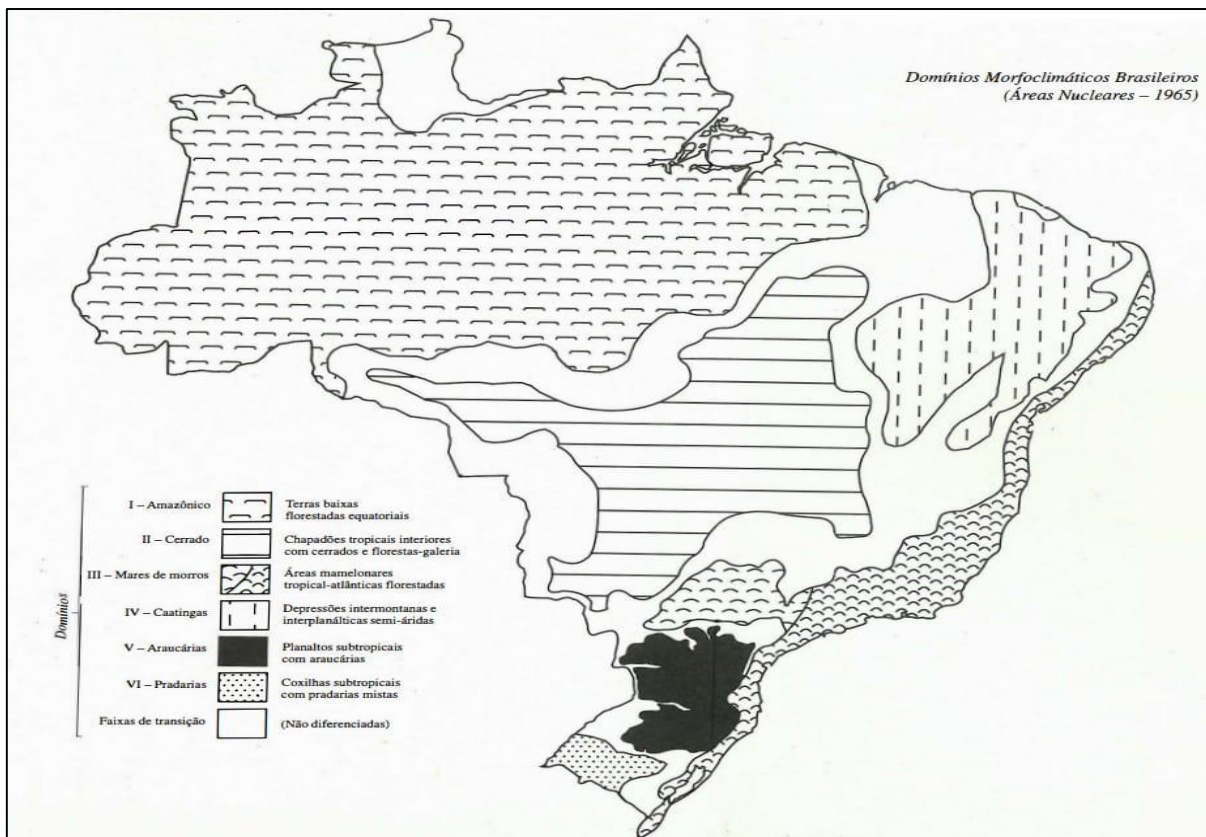 Domínios Morfoclimáticos Brasileiros
(Áreas Nucleares – 1965)
Domínios
I – Amazônico
Terras baixas
florestadas equatoriais
II – Cerrado
Chapadões tropicais interiores
com cerrados e florestas-galeria
III – Mares de morros
Áreas mamelonares
tropical-atlânticas florestadas
IV – Caatingas
Depressões intermontanas e
interplanálticas semi-áridas
V – Araucárias
Planaltos subtropicais
com araucárias
VI – Pradarias
Coxilhas subtropicais
com pradarias mistas
Faixas de transição
(Não diferenciadas)